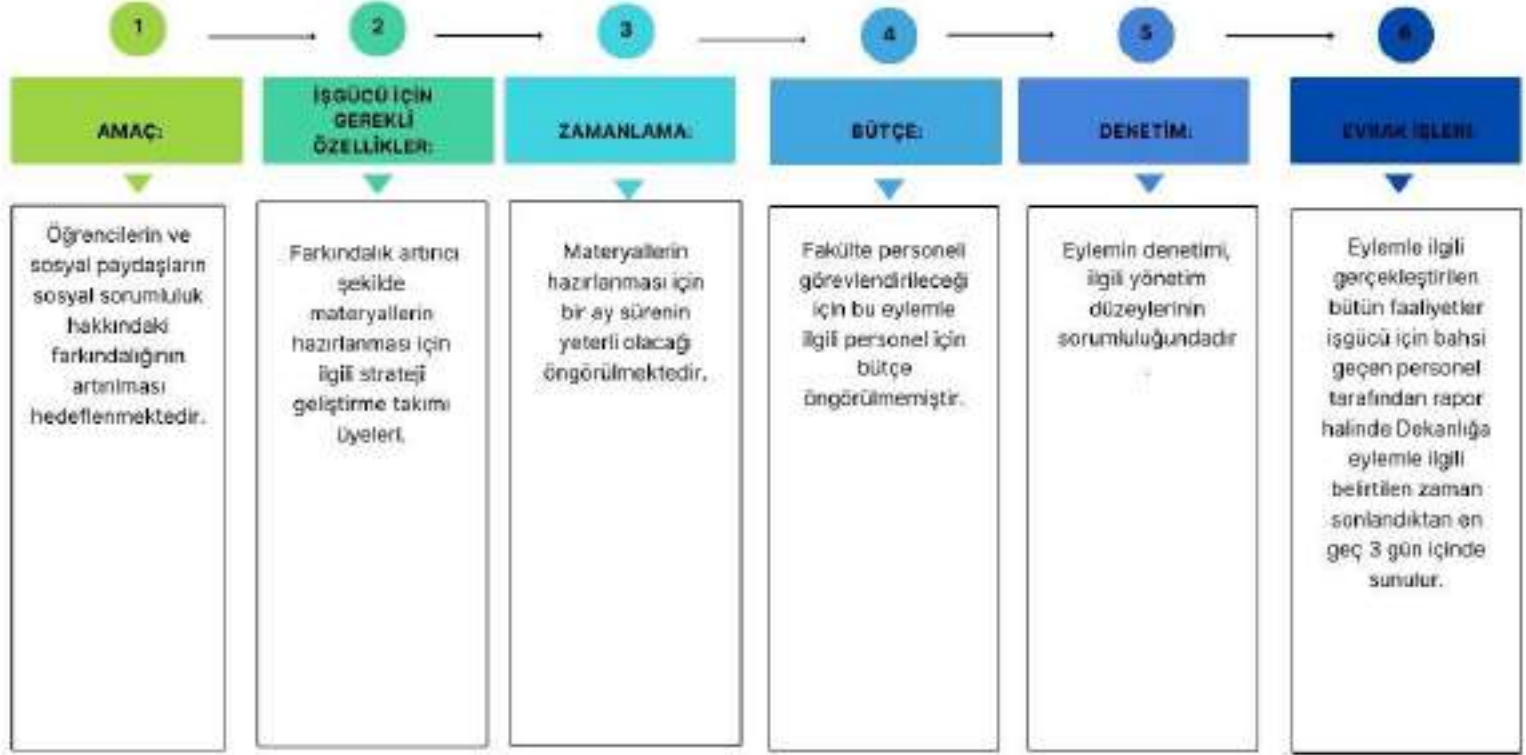 1
2
3
4
5
6
AMAÇ:
İŞGÜCÜ İÇİN
GEREKLİ
ÖZELLİKLER:
ZAMANLAMA:
BÜTÇE:
DENETİM:
EVRAK İŞLERİ:
Öğrencilerin ve
sosyal paydaşların
sosyal sorumluluk
hakkındaki
farkındalığının
artırılması
hedeflenmektedir.
Farkındalık artırıcı
şekilde
materyallerin
hazırlanması için
ilgili strateji
geliştirme takımı
üyeleri.
Materyallerin
hazırlanması için
bir ay sürenin
yeterli olacağı
öngörülmektedir.
Fakülte personeli
görevlendirileceği
için bu eylemle
ilgili personel için
bütçe
öngörülmemiştir.
Eylemin denetimi,
ilgili yönetim
düzeylerinin
sorumluluğundadır
.
Eylemle ilgili
gerçekleştirilen
bütün faaliyetler
işgücü için bahsi
geçen personel
tarafından rapor
halinde Dekanlığa
eylemle ilgili
belirtilen zaman
sonlandıktan en
geç 3 gün içinde
sunulur.